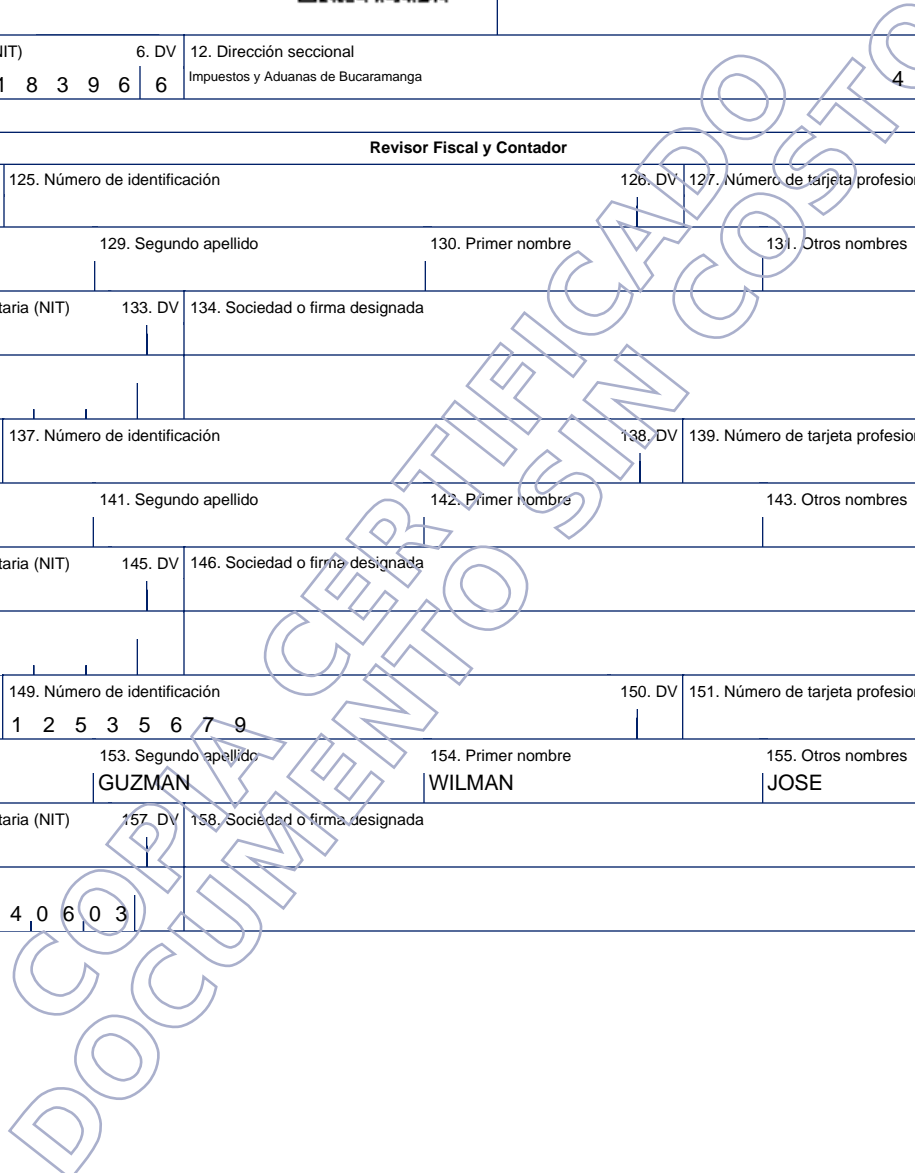 NIT) 6. DV 12. Dirección seccional
1 8 3 9 6 6 Impuestos y Aduanas de Bucaramanga 4
Revisor Fiscal y Contador
125. Número de identificación 126. DV 127. Número de tarjeta profesion
129. Segundo apellido 130. Primer nombre 131. Otros nombres
taria (NIT) 133. DV 134. Sociedad o firma designada
137. Número de identificación 138. DV 139. Número de tarjeta profesion
141. Segundo apellido 142. Primer nombre 143. Otros nombres
taria (NIT) 145. DV 146. Sociedad o firma designada
149. Número de identificación 150. DV 151. Número de tarjeta profesion
1 2 5 3 5 6 7 9
153. Segundo apellido 154. Primer nombre 155. Otros nombres
GUZMAN WILMAN JOSE
taria (NIT) 157. DV 158. Sociedad o firma designada
4 0 6 0 3
COPIA CERTIFICADO
DOCUMENTO SIN COSTO